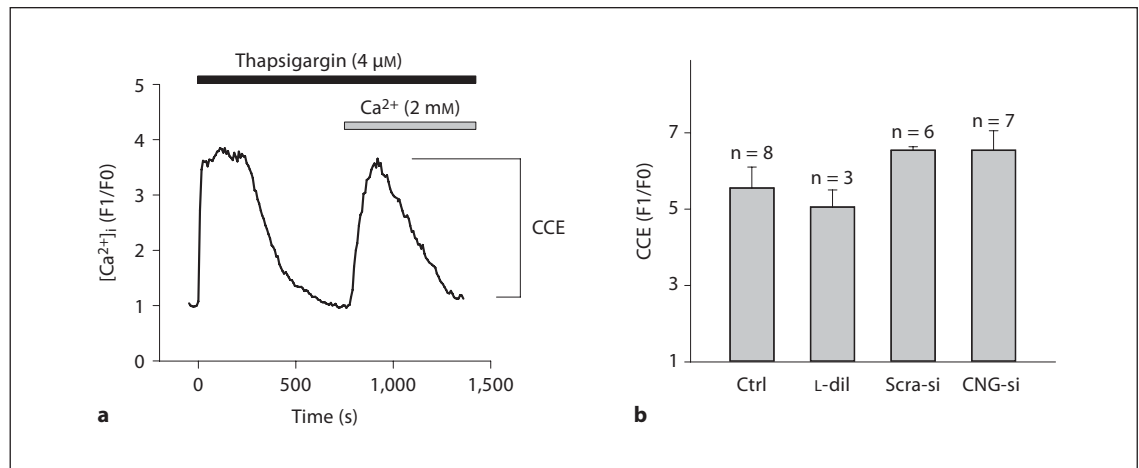 Thapsigargin (4 µM)
Ca²⁺ (2 mM)
5
4
3
2
1
0
[Ca²⁺]i (F1/F0)
CCE
0
500
1,000
1,500
Time (s)
a
7
5
3
1
CCE (F1/F0)
n = 8
n = 3
n = 6
n = 7
Ctrl
L-dil
Scra-si
CNG-si
b